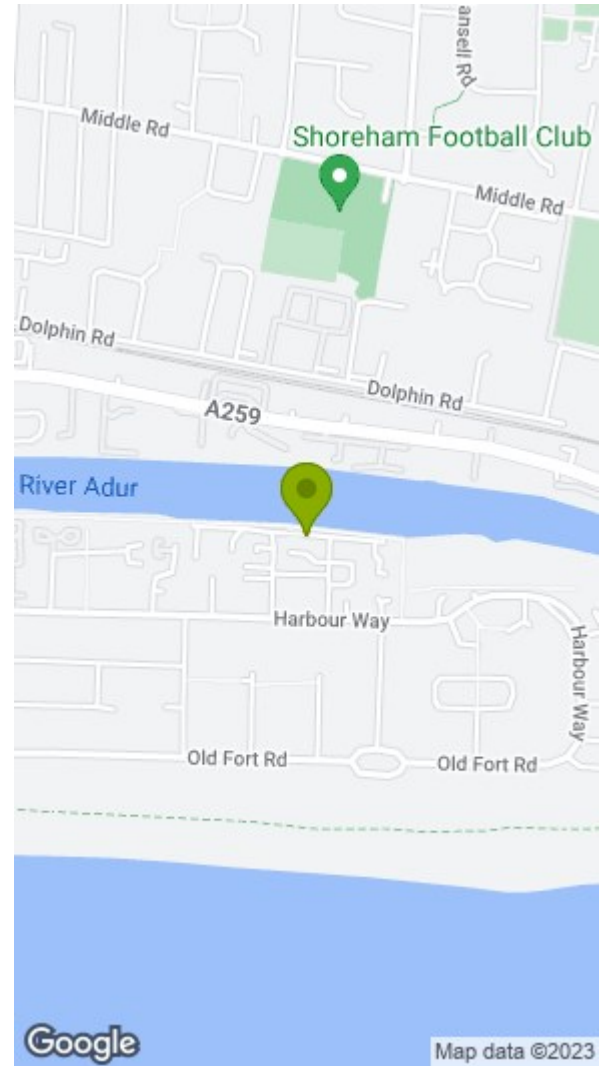 ansell Rd
Middle Rd
Shoreham Football Club
Middle Rd
Dolphin Rd
Dolphin Rd
A259
River Adur
Harbour Way
Harbour Way
Old Fort Rd
Old Fort Rd
Google
Map data ©2023